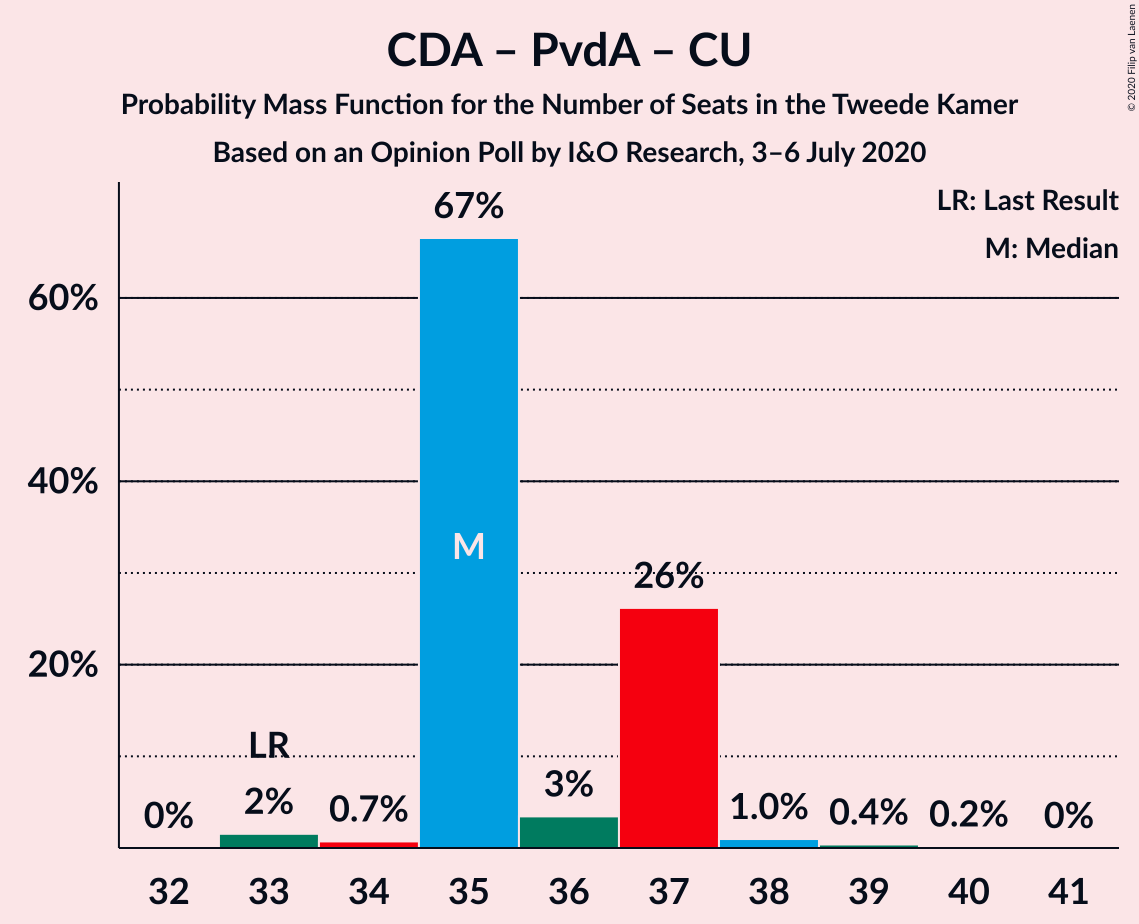 CDA – PvdA – CU
Probability Mass Function for the Number of Seats in the Tweede Kamer
Based on an Opinion Poll by I&O Research, 3–6 July 2020
© 2020 Filip van Laenen
LR: Last Result
M: Median
67%
60%
M
40%
26%
20%
LR
0%
2%
0.7%
3%
1.0%
0.4%
0.2%
0%
32 33 34 35 36 37 38 39 40 41